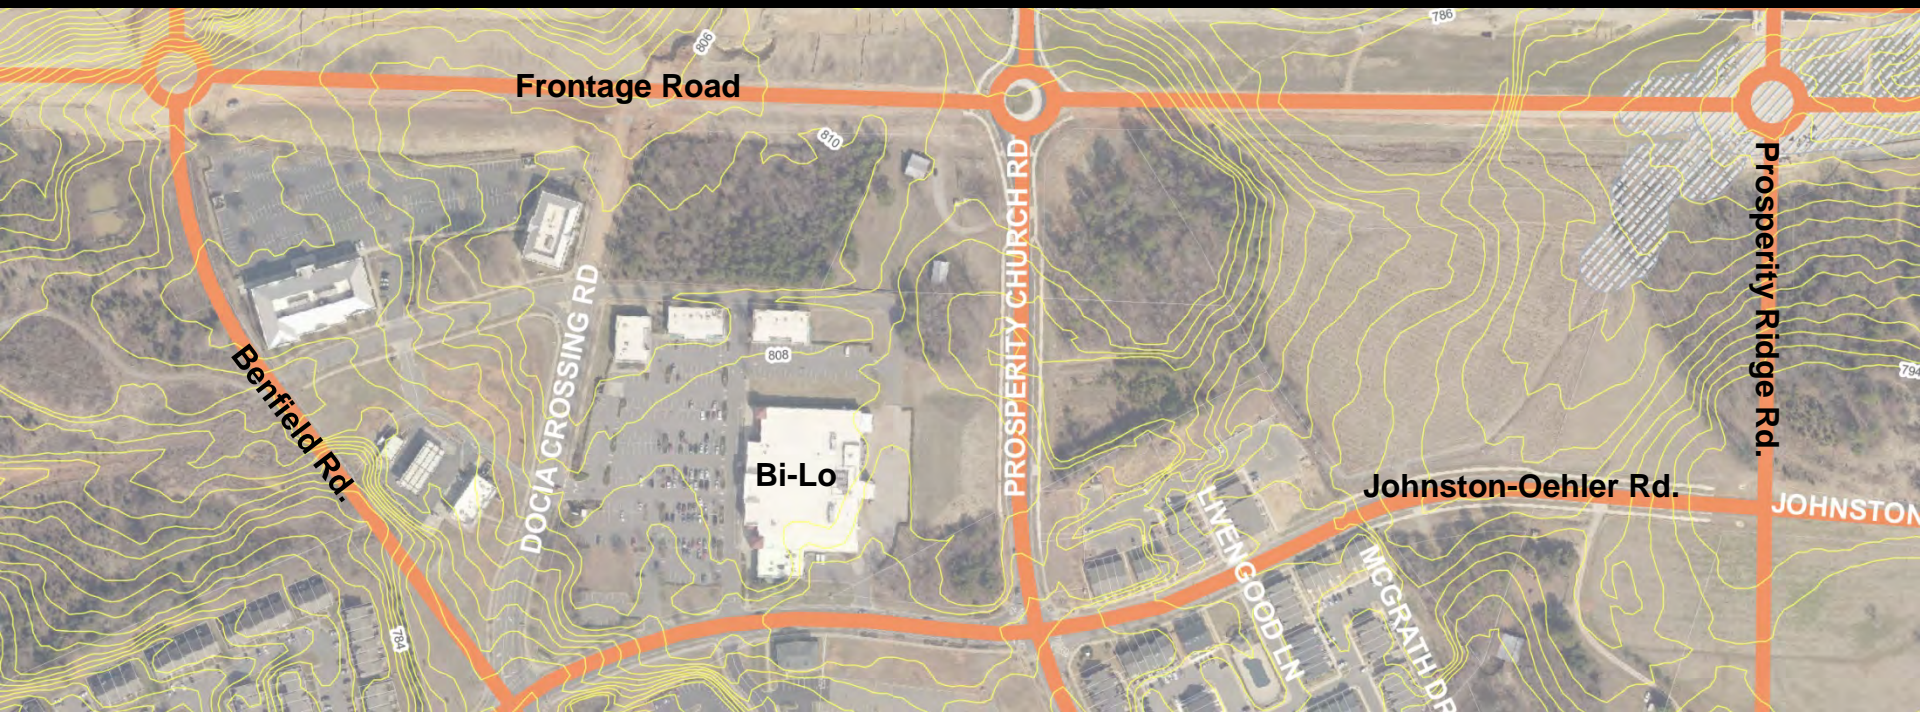 786
806
Frontage Road
810
PROSPERITY CHURCH RD
Prosperity Ridge Rd.
DOCIA CROSSING RD
808
Benfield Rd.
794
Bi-Lo
Johnston-Oehler Rd.
JOHNSTON
LIVENGOOD LN
MCGRATH DR
784